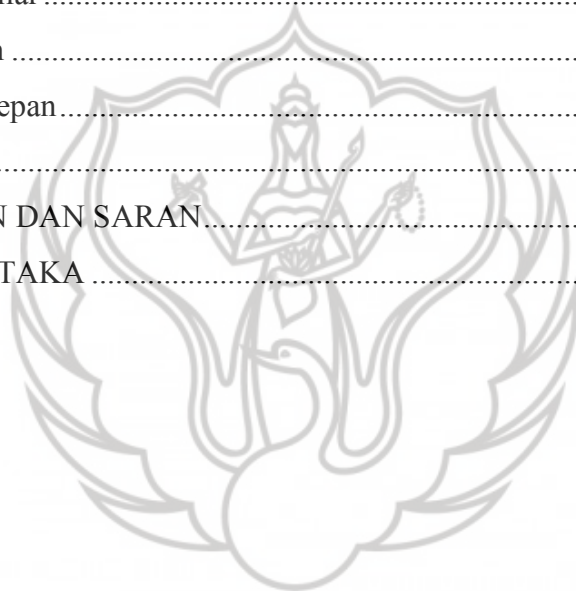 n ..........................................................................
epan..................................................................
................................................................................
N DAN SARAN..................................................
TAKA ................................................................